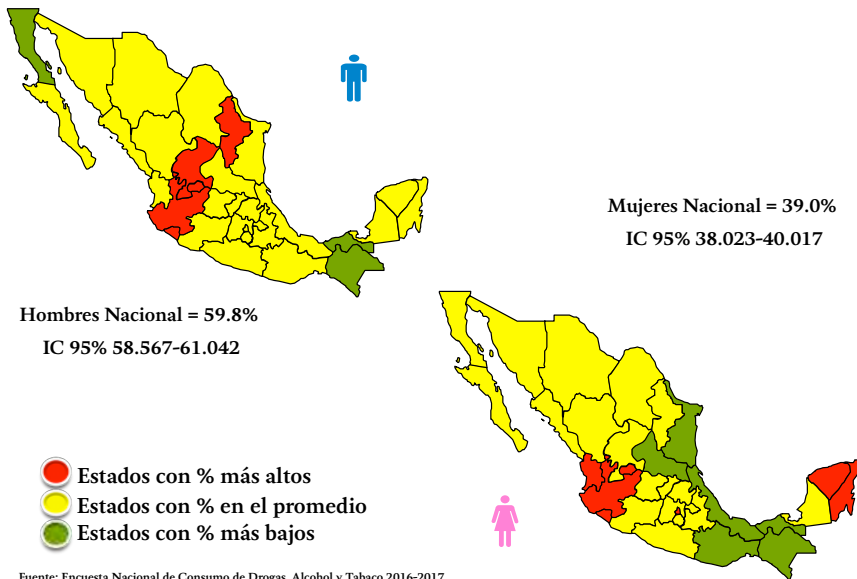 Mujeres Nacional = 39.0%
IC 95% 38.023-40.017
Hombres Nacional = 59.8%
IC 95% 58.567-61.042
Estados con % más altos
Estados con % en el promedio
Estados con % más bajos
Fuente: Encuesta Nacional de Consumo de Drogas, Alcohol y Tabaco 2016-2017